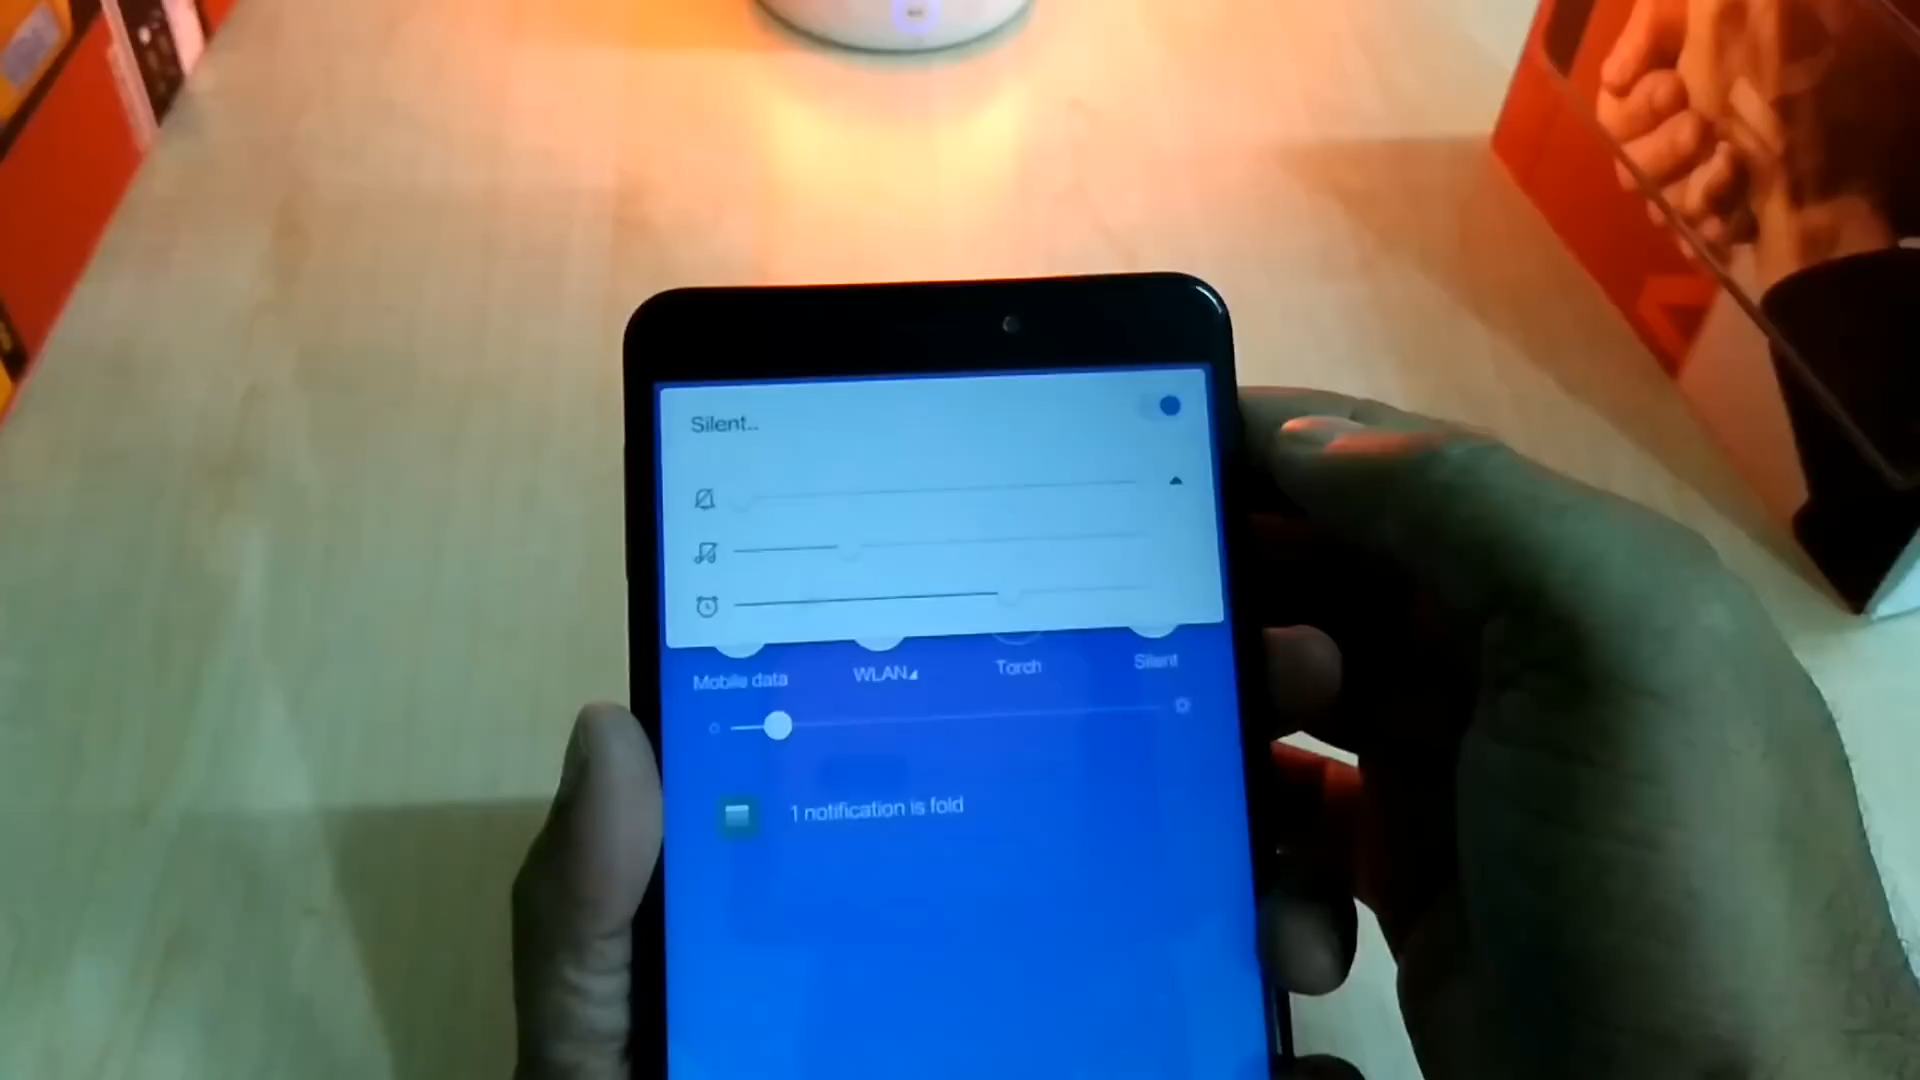 Silent..
Mobile data
WLAN
Torch
Silent
1 notification is fold